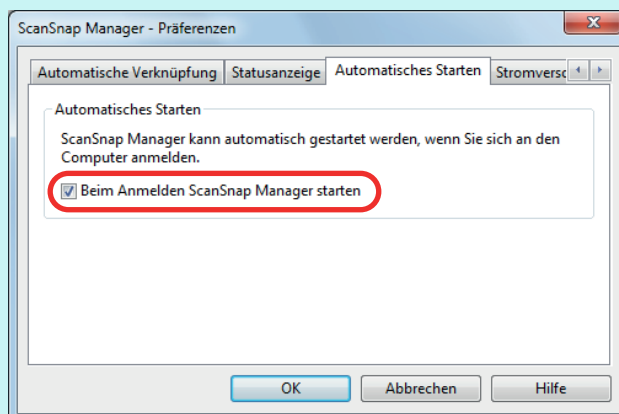 ScanSnap Manager - Präferenzen
Automatische Verknüpfung Statusanzeige Automatisches Starten Stromversc
Automatisches Starten
ScanSnap Manager kann automatisch gestartet werden, wenn Sie sich an den
Computer anmelden.
Beim Anmelden ScanSnap Manager starten
OK Abbrechen Hilfe